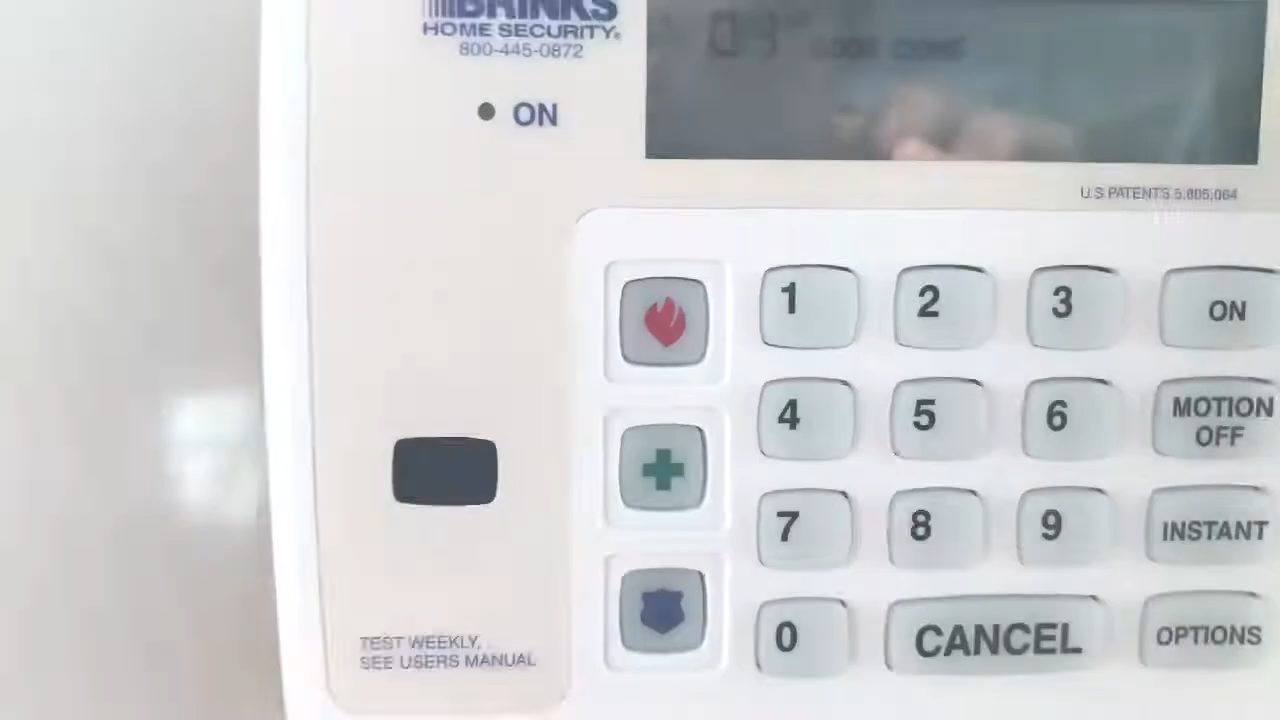 BRINKS
HOME SECURITY®
800-445-0872
ON
U.S PATENTS 5,805,064
1 2 3 ON
4 5 6 MOTION
OFF
7 8 9 INSTANT
0 CANCEL OPTIONS
TEST WEEKLY,
SEE USERS MANUAL